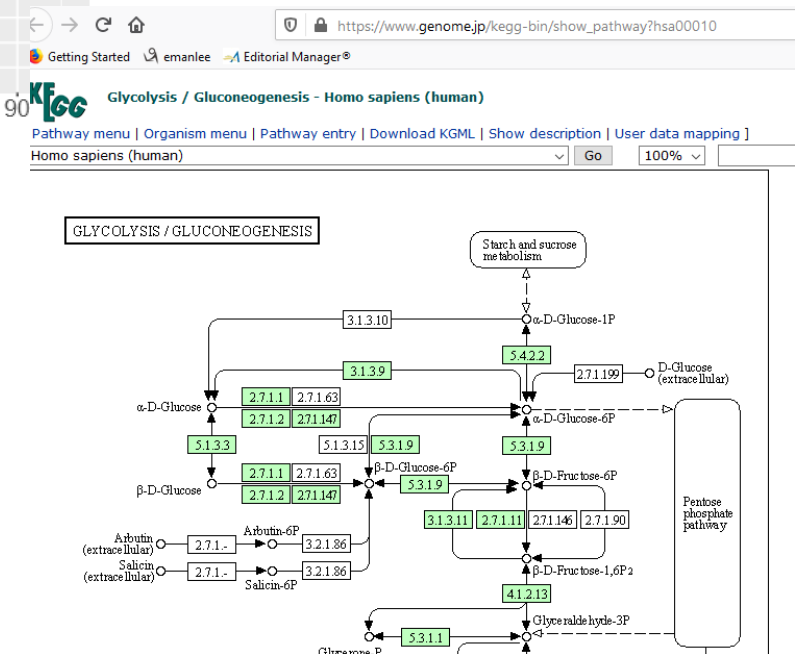 https://www.genome.jp/kegg-bin/show_pathway?hsa00010
Getting Started emanlee Editorial Manager®
90
KEGG Glycolysis / Gluconeogenesis - Homo sapiens (human)
Pathway menu | Organism menu | Pathway entry | Download KGML | Show description | User data mapping ]
Homo sapiens (human) Go 100%
GLYCOLYSIS / GLUCONEOGENESIS
Starch and sucrose
metabolism
3.1.3.10
α-D-Glucose-1P
5.4.2.2
3.1.3.9
2.7.1.199
D-Glucose
(extracellular)
2.7.1.1 2.7.1.63
α-D-Glucose
2.7.1.2 2.7.1.147
α-D-Glucose-6P
5.1.3.3
5.1.3.15 5.3.1.9
5.3.1.9
β-D-Glucose-6P
2.7.1.1 2.7.1.63
5.3.1.9
β-D-Fructose-6P
β-D-Glucose
2.7.1.2 2.7.1.147
Pentose
phosphate
pathway
3.1.3.11 2.7.1.11 2.7.1.146 2.7.1.90
Arbutin
(extracellular)
2.7.1.-
Arbutin-6P
3.2.1.86
Salicin
(extracellular)
2.7.1.-
Salicin-6P
3.2.1.86
β-D-Fructose-1,6P2
4.1.2.13
Glyceraldehyde-3P
5.3.1.1
Glycerone-P